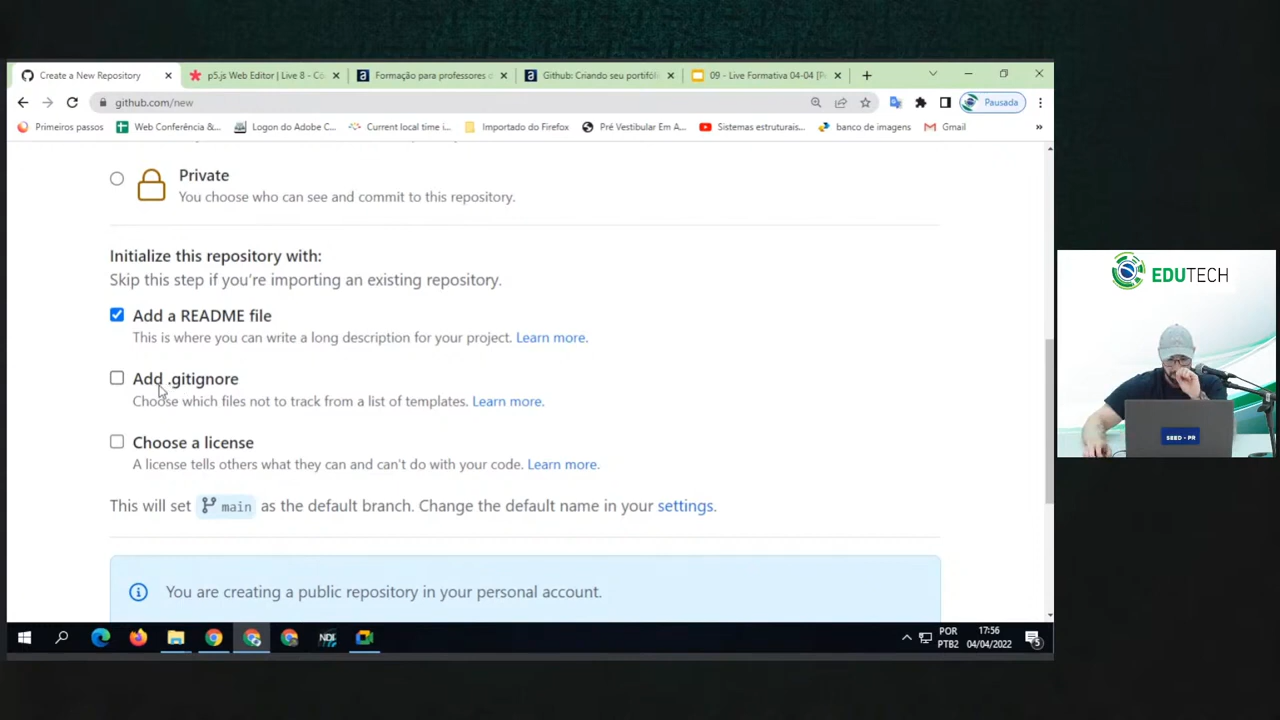 Create a New Repository
p5.js Web Editor | Live 8 - Có
Formação para professores d
Github: Criando seu portifól
09 - Live Formativa 04-04 [P
github.com/new
Pausada
Primeiros passos
Web Conferência &...
Logon do Adobe C...
Current local time i...
Importado do Firefox
Pré Vestibular Em A...
Sistemas estruturais...
banco de imagens
Gmail
»
Private
You choose who can see and commit to this repository.
Initialize this repository with:
Skip this step if you’re importing an existing repository.
Add a README file
This is where you can write a long description for your project. Learn more.
Add .gitignore
Choose which files not to track from a list of templates. Learn more.
Choose a license
A license tells others what they can and can't do with your code. Learn more.
This will set main as the default branch. Change the default name in your settings.
You are creating a public repository in your personal account.
EDUTECH
SEED - PR
NDI
POR
PTB2
17:56
04/04/2022
5